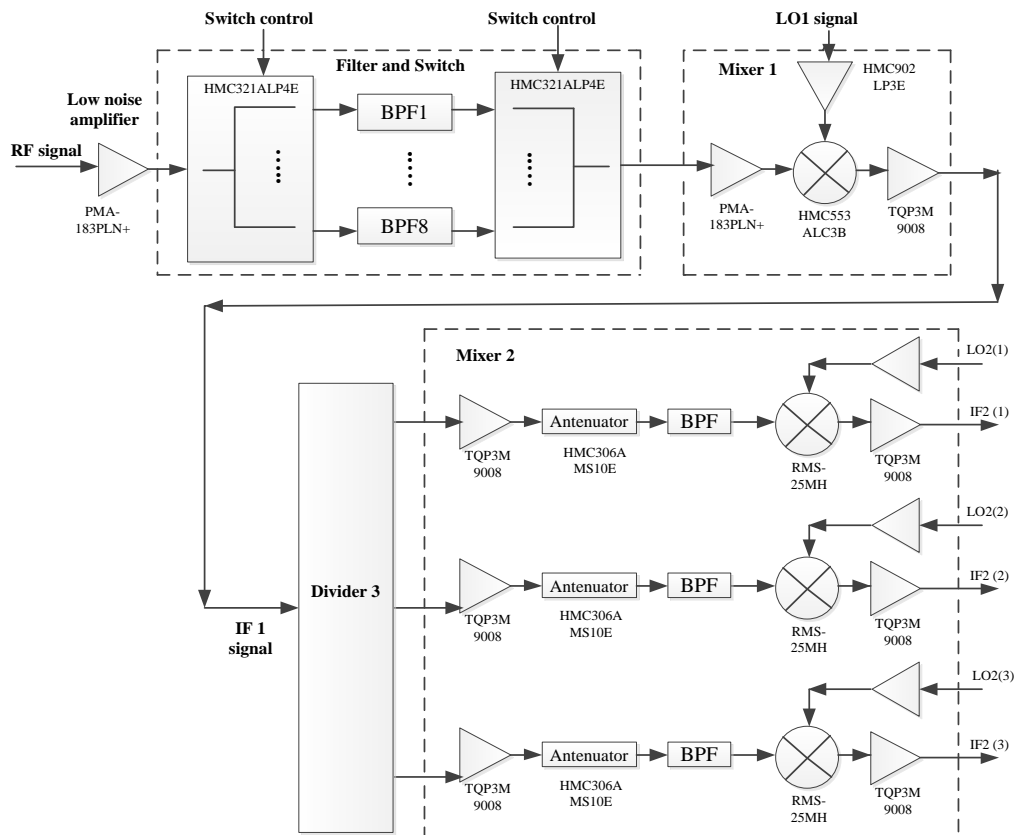 Switch control
Switch control
LO1 signal
Filter and Switch
Mixer 1
HMC902
LP3E
HMC321ALP4E
HMC321ALP4E
Low noise
amplifier
BPF1
RF signal
PMA-
183PLN+
BPF8
PMA-
183PLN+
HMC553
ALC3B
TQP3M
9008
Mixer 2
LO2(1)
Antenuator
BPF
IF2 (1)
TQP3M
9008
HMC306A
MS10E
RMS-
25MH
TQP3M
9008
LO2(2)
Divider 3
Antenuator
BPF
IF2 (2)
TQP3M
9008
HMC306A
MS10E
RMS-
25MH
TQP3M
9008
IF 1
signal
LO2(3)
Antenuator
BPF
IF2 (3)
TQP3M
9008
HMC306A
MS10E
RMS-
25MH
TQP3M
9008